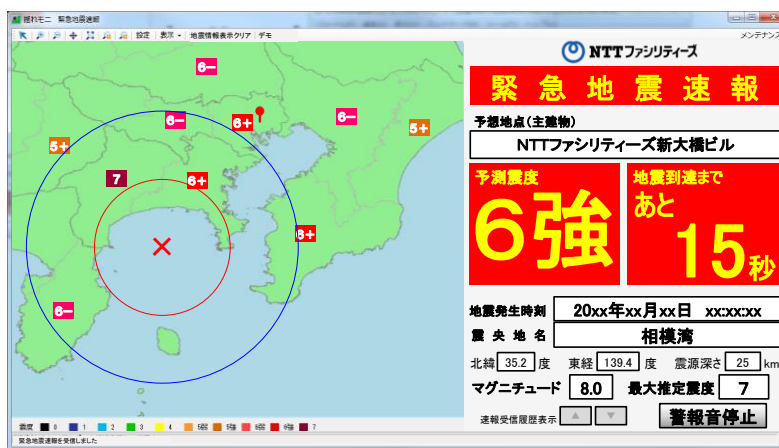 揺れモニ 緊急地震速報
設定 表示 地震情報表示クリア デモ
メンテナンス
NTTファシリティーズ
緊急地震速報
予想地点(主建物)
NTTファシリティーズ新大橋ビル
予測震度
6強
地震到達まで
あと
15秒
地震発生時刻 20xx年xx月xx日 xx:xx:xx
震央地名 相模湾
北緯 35.2 度 東経 139.4 度 震源深さ 25 km
マグニチュード 8.0 最大推定震度 7
速報受信履歴表示 ▲ ▼ 警報音停止
6-
6-
6+
6-
5+
5+
7
6+
6+
6-
震度 0 1 2 3 4 5弱 5強 6弱 6強 7
緊急地震速報を受信しました